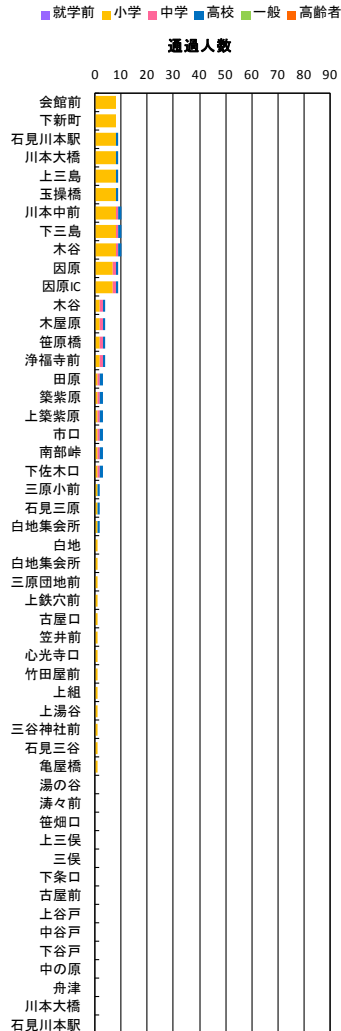 就学前 小学 中学 高校 一般 高齢者
通過人数
0 10 20 30 40 50 60 70 80 90
会館前
下新町
石見川本駅
川本大橋
上三島
玉操橋
川本中前
下三島
木谷
因原
因原IC
木谷
木屋原
笹原橋
浄福寺前
田原
築紫原
上築紫原
市口
南部峠
下佐木口
三原小前
石見三原
白地集会所
白地
白地集会所
三原団地前
上鉄穴前
古屋口
笠井前
心光寺口
竹田屋前
上組
上湯谷
三谷神社前
石見三谷
亀屋橋
湯の谷
涛々前
笹畑口
上三俣
三俣
下条口
古屋前
上谷戸
中谷戸
下谷戸
中の原
舟津
川本大橋
石見川本駅